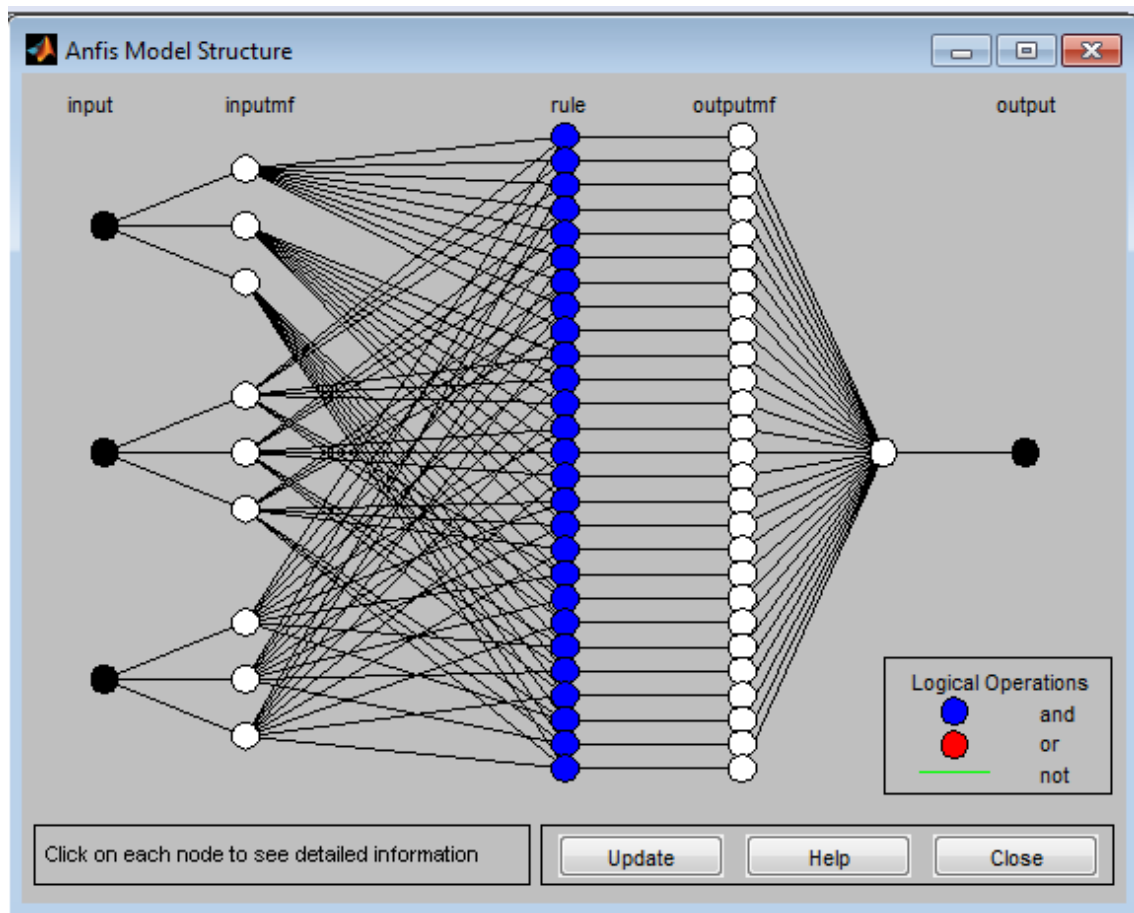 Anfis Model Structure
input inputmf rule outputmf output
Logical Operations
and
or
not
Click on each node to see detailed information
Update Help Close